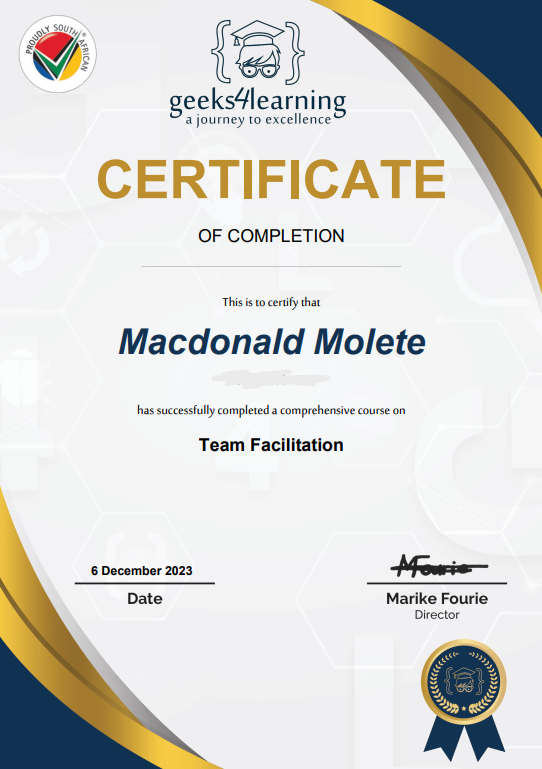 PROUDLY SOUTH AFRICAN
geeks4learning
a journey to excellence
CERTIFICATE
OF COMPLETION
This is to certify that
Macdonald Molete
has successfully completed a comprehensive course on
Team Facilitation
6 December 2023
Date
MFourie
Marike Fourie
Director